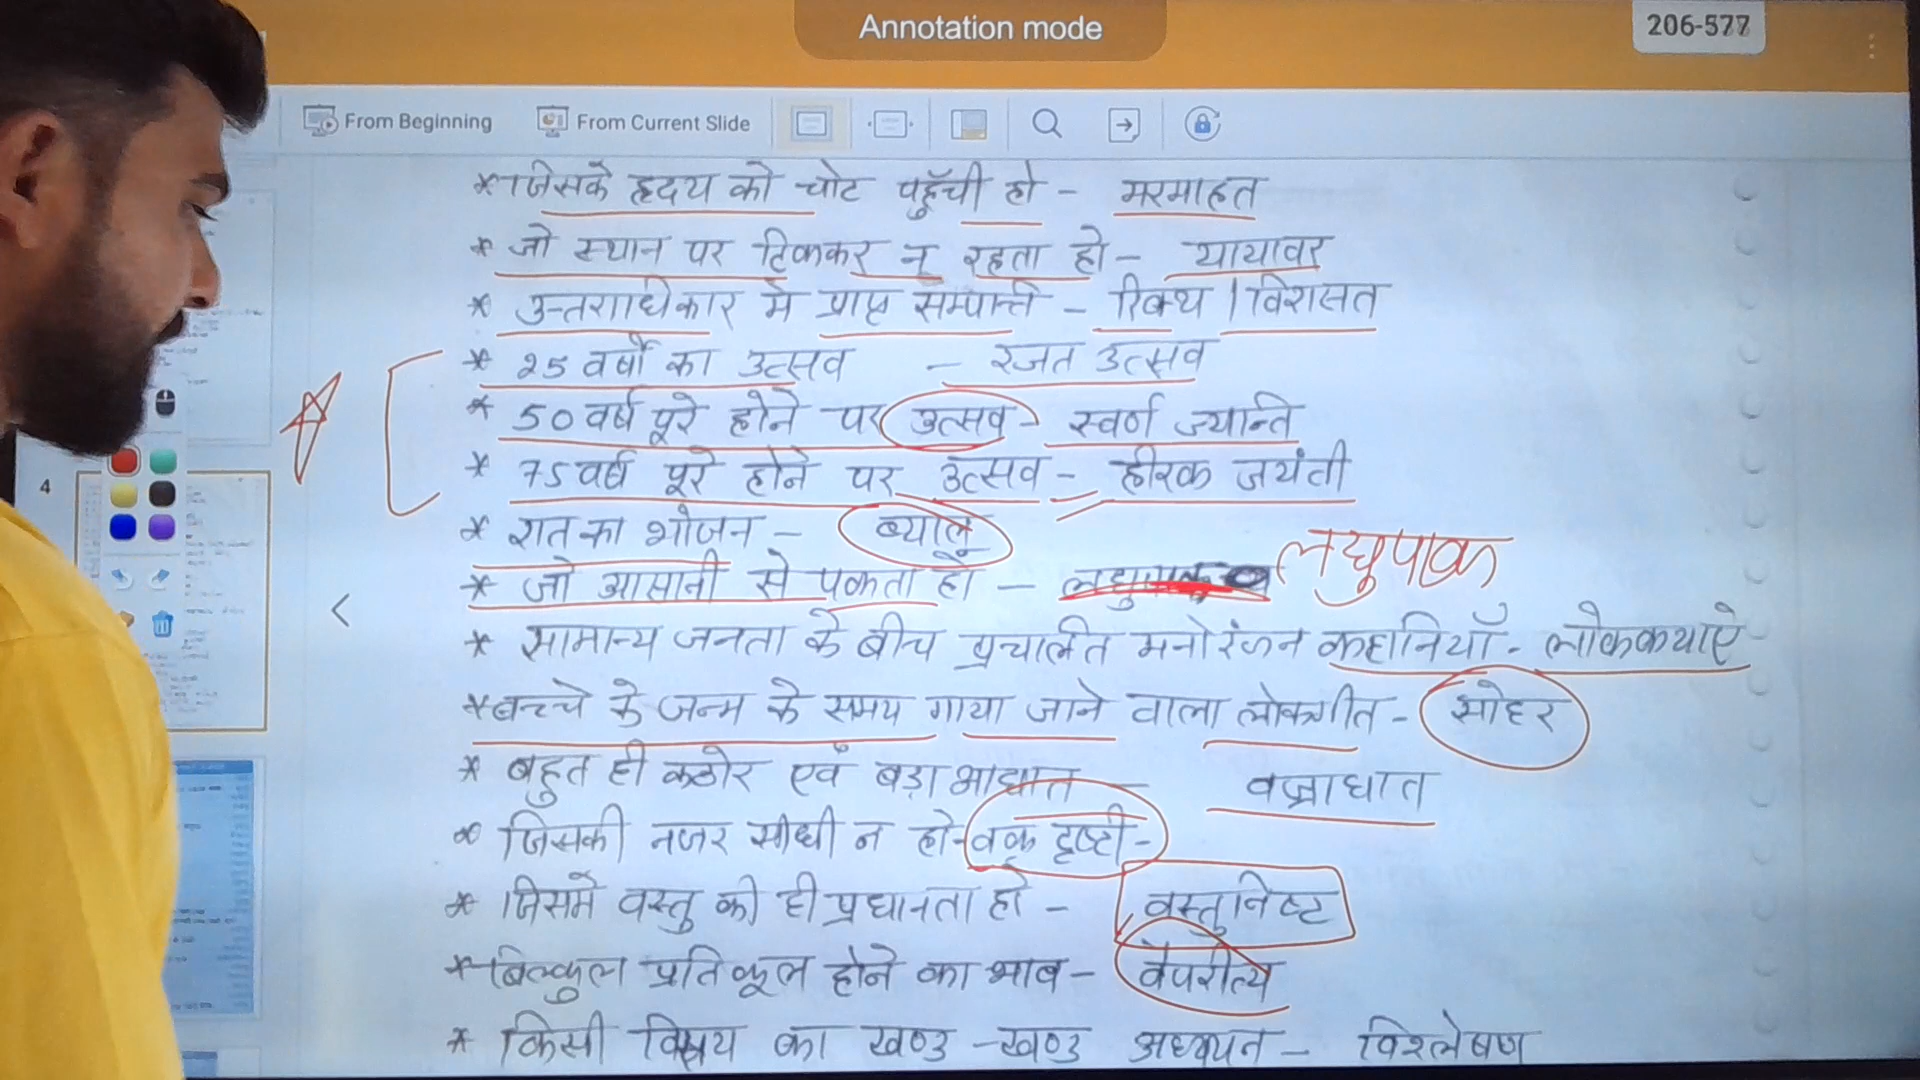 Annotation mode
206-577
From Beginning
From Current Slide
* जिसके हृदय को चोट पहुँची हो - मरमाहत
* जो स्थान पर टिककर न रहता हो - यायावर
* उत्तराधिकार मे प्राप्त सम्पत्ति - रिक्थ / विरासत
* 25 वर्षों का उत्सव - रजत उत्सव
* 50 वर्ष पूरे होने पर उत्सव - स्वर्ण ज्यान्ति
* 75 वर्ष पूरे होने पर उत्सव - हीरक जयंती
* रात का भोजन - ब्यालू
* जो आसानी से पकता हो - लघुपाक
* सामान्य जनता के बीच प्रचलित मनोरंजन कहानियाँ - लोककथाऐ
* बच्चे के जन्म के समय गाया जाने वाला लोकगीत - सोहर
* बहुत ही कठोर एवं बड़ा आघात - वज्राघात
* जिसकी नजर सीधी न हो - वक्र दृष्टी -
* जिसमें वस्तु की ही प्रधानता हो - वस्तुनिष्ट
* बिल्कुल प्रतिकूल होने का भाव - वैपरीत्य
* किसी विषय का खण्ड - खण्ड अध्ययन - विश्लेषण
4